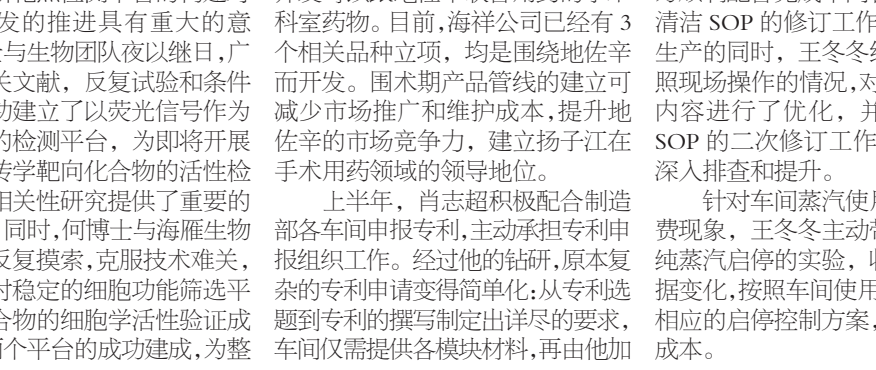 发的推进具有重大的意
与生物团队夜以继日,广
关文献，反复试验和条件
功建立了以荧光信号作为
的检测平台，为即将开展
传学靶向化合物的活性检
相关性研究提供了重要的
同时,何博士与海雁生物
反复摸索,克服技术难关,
对稳定的细胞功能筛选平
合物的细胞学活性验证成
两个平台的成功建成,为整
科室药物。目前,海祥公司已经有 3
个相关品种立项，均是围绕地佐辛
而开发。围术期产品管线的建立可
减少市场推广和维护成本,提升地
佐辛的市场竞争力，建立扬子江在
手术用药领域的领导地位。
上半年，肖志超积极配合制造
部各车间申报专利,主动承担专利申
报组织工作。经过他的钻研,原本复
杂的专利申请变得简单化:从专利选
题到专利的撰写制定出详尽的要求,
车间仅需提供各模块材料,再由他加
清洁 SOP 的修订工作
生产的同时，王冬冬
照现场操作的情况,对
内容进行了优化，并
SOP 的二次修订工作
深入排查和提升。
针对车间蒸汽使用
费现象，王冬冬主动
纯蒸汽启停的实验，
据变化,按照车间使用
相应的启停控制方案,
成本。